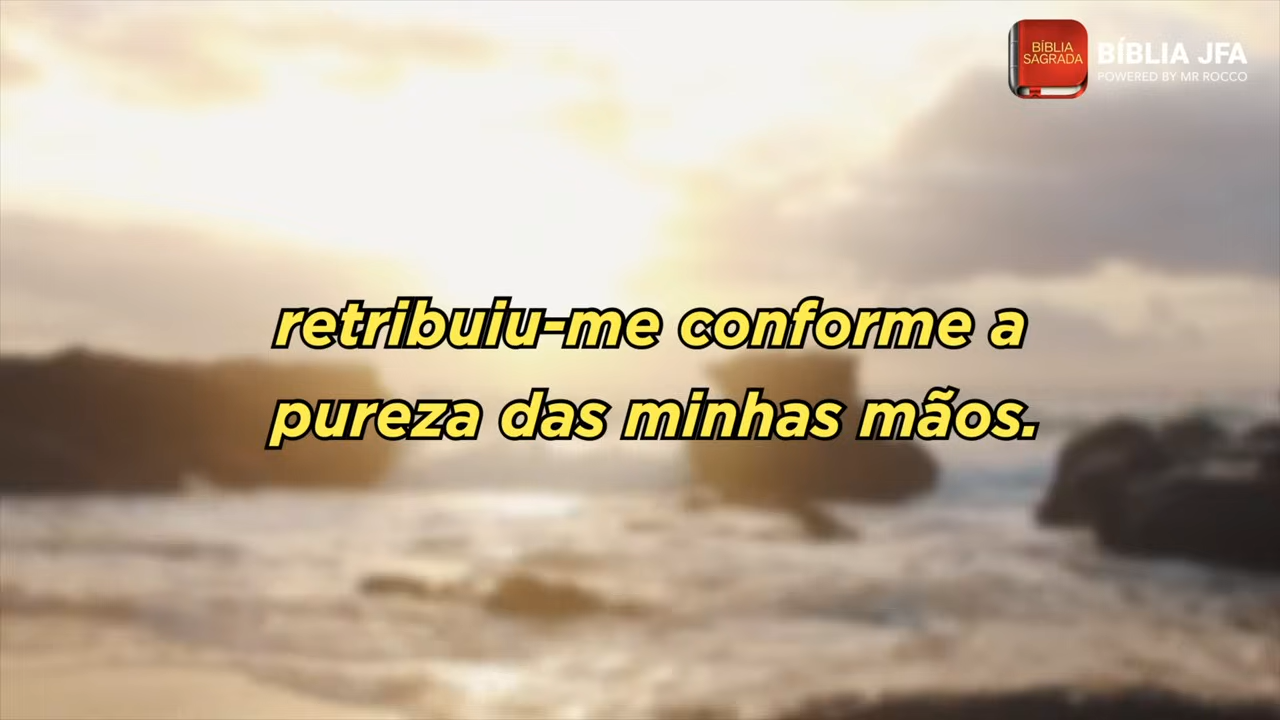 BÍBLIA
SAGRADA
BÍBLIA JFA
POWERED BY MR ROCCO
retribuiu-me conforme a
pureza das minhas mãos.